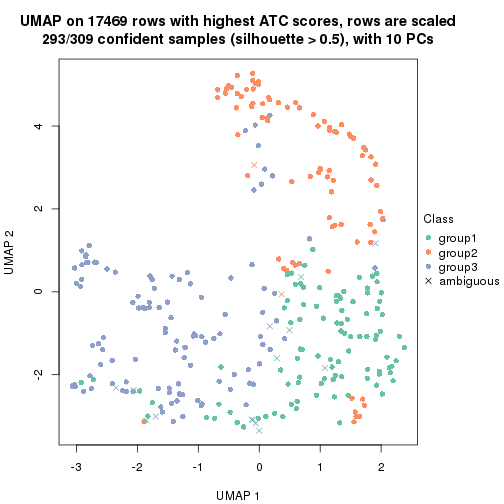 UMAP on 17469 rows with highest ATC scores, rows are scaled
293/309 confident samples (silhouette > 0.5), with 10 PCs
UMAP 2
4
2
0
-2
-3
-2
-1
0
1
2
UMAP 1
Class
group1
group2
group3
ambiguous